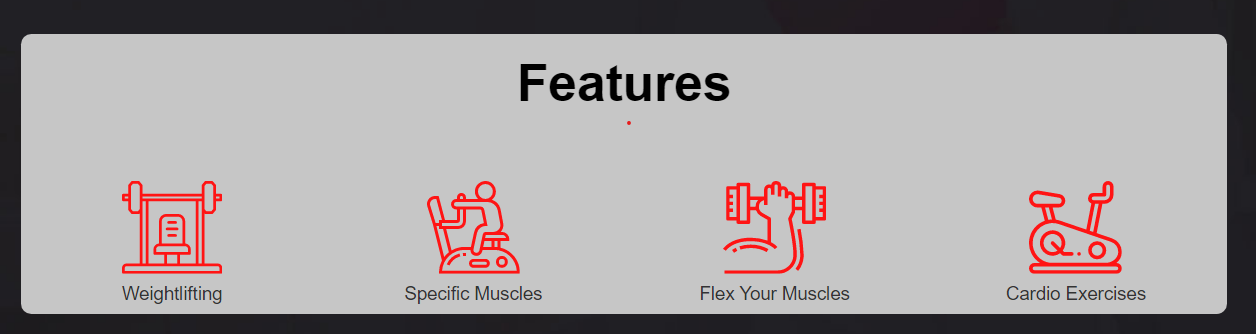 Features
Weightlifting
Specific Muscles
Flex Your Muscles
Cardio Exercises